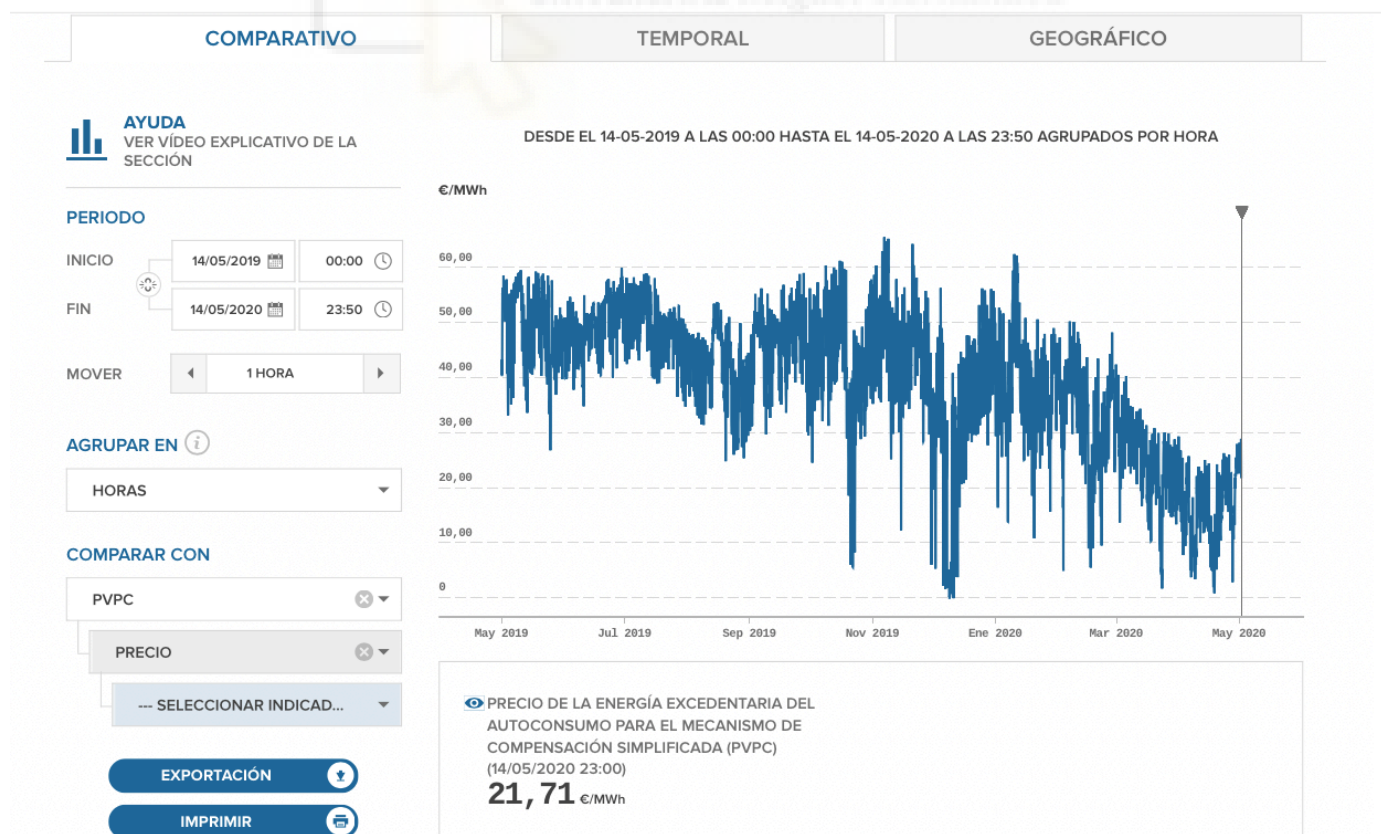 COMPARATIVO
TEMPORAL
GEOGRÁFICO
AYUDA
VER VÍDEO EXPLICATIVO DE LA
SECCIÓN
PERIODO
INICIO
14/05/2019
00:00
FIN
14/05/2020
23:50
MOVER
1 HORA
AGRUPAR EN i
HORAS
COMPARAR CON
PVPC
PRECIO
--- SELECCIONAR INDICAD...
EXPORTACIÓN
IMPRIMIR
DESDE EL 14-05-2019 A LAS 00:00 HASTA EL 14-05-2020 A LAS 23:50 AGRUPADOS POR HORA
€/MWh
60,00
50,00
40,00
30,00
20,00
10,00
0
May 2019
Jul 2019
Sep 2019
Nov 2019
Ene 2020
Mar 2020
May 2020
PRECIO DE LA ENERGÍA EXCEDENTARIA DEL
AUTOCONSUMO PARA EL MECANISMO DE
COMPENSACIÓN SIMPLIFICADA (PVPC)
(14/05/2020 23:00)
21,71 €/MWh